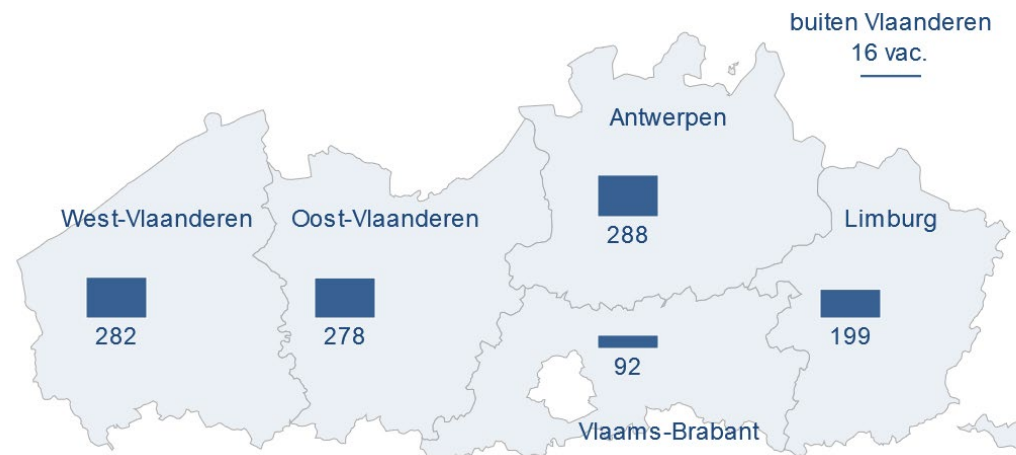 buiten Vlaanderen
16 vac.
Antwerpen
288
West-Vlaanderen
282
Oost-Vlaanderen
278
Limburg
199
92
Vlaams-Brabant